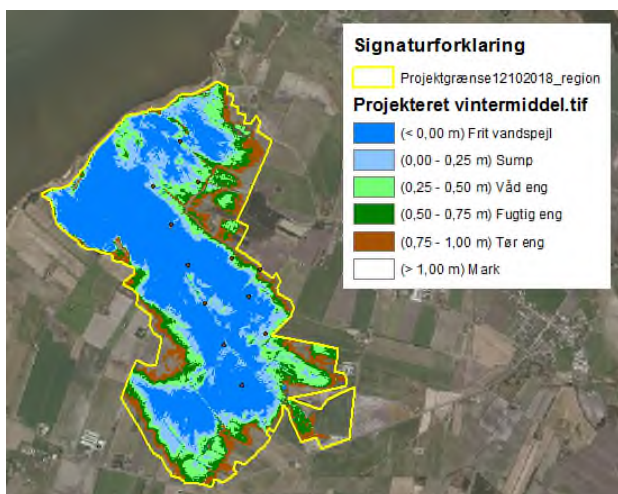 Signaturforklaring
Projektgrænse12102018_region
Projekteret vintermiddel.tif
(< 0,00 m) Frit vandspejl
(0,00 - 0,25 m) Sump
(0,25 - 0,50 m) Våd eng
(0,50 - 0,75 m) Fugtig eng
(0,75 - 1,00 m) Tør eng
(> 1,00 m) Mark